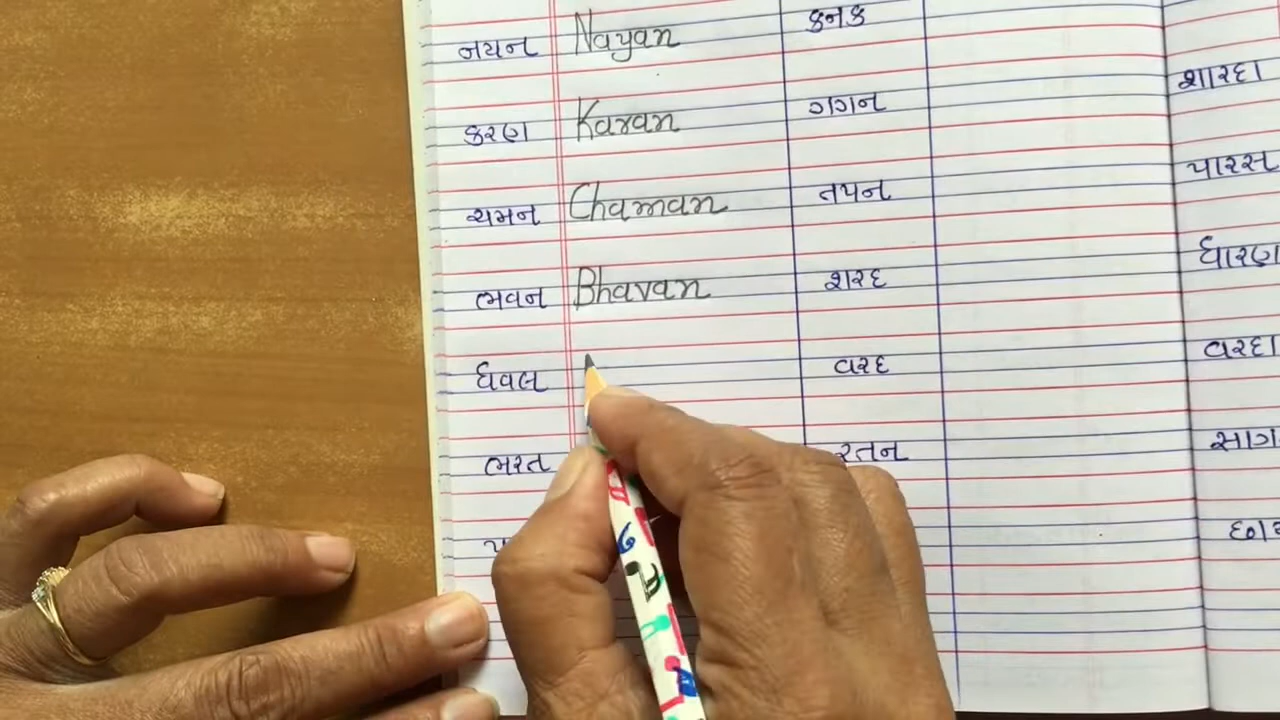 નયન Nayan કનક
શારદા
કરણ Karan ગગન
પારસ
ચમન Chaman તપન
ધારણ
ભવન Bhavan શરદ
વરદા
ધવલ વરદ
ભરત રતન